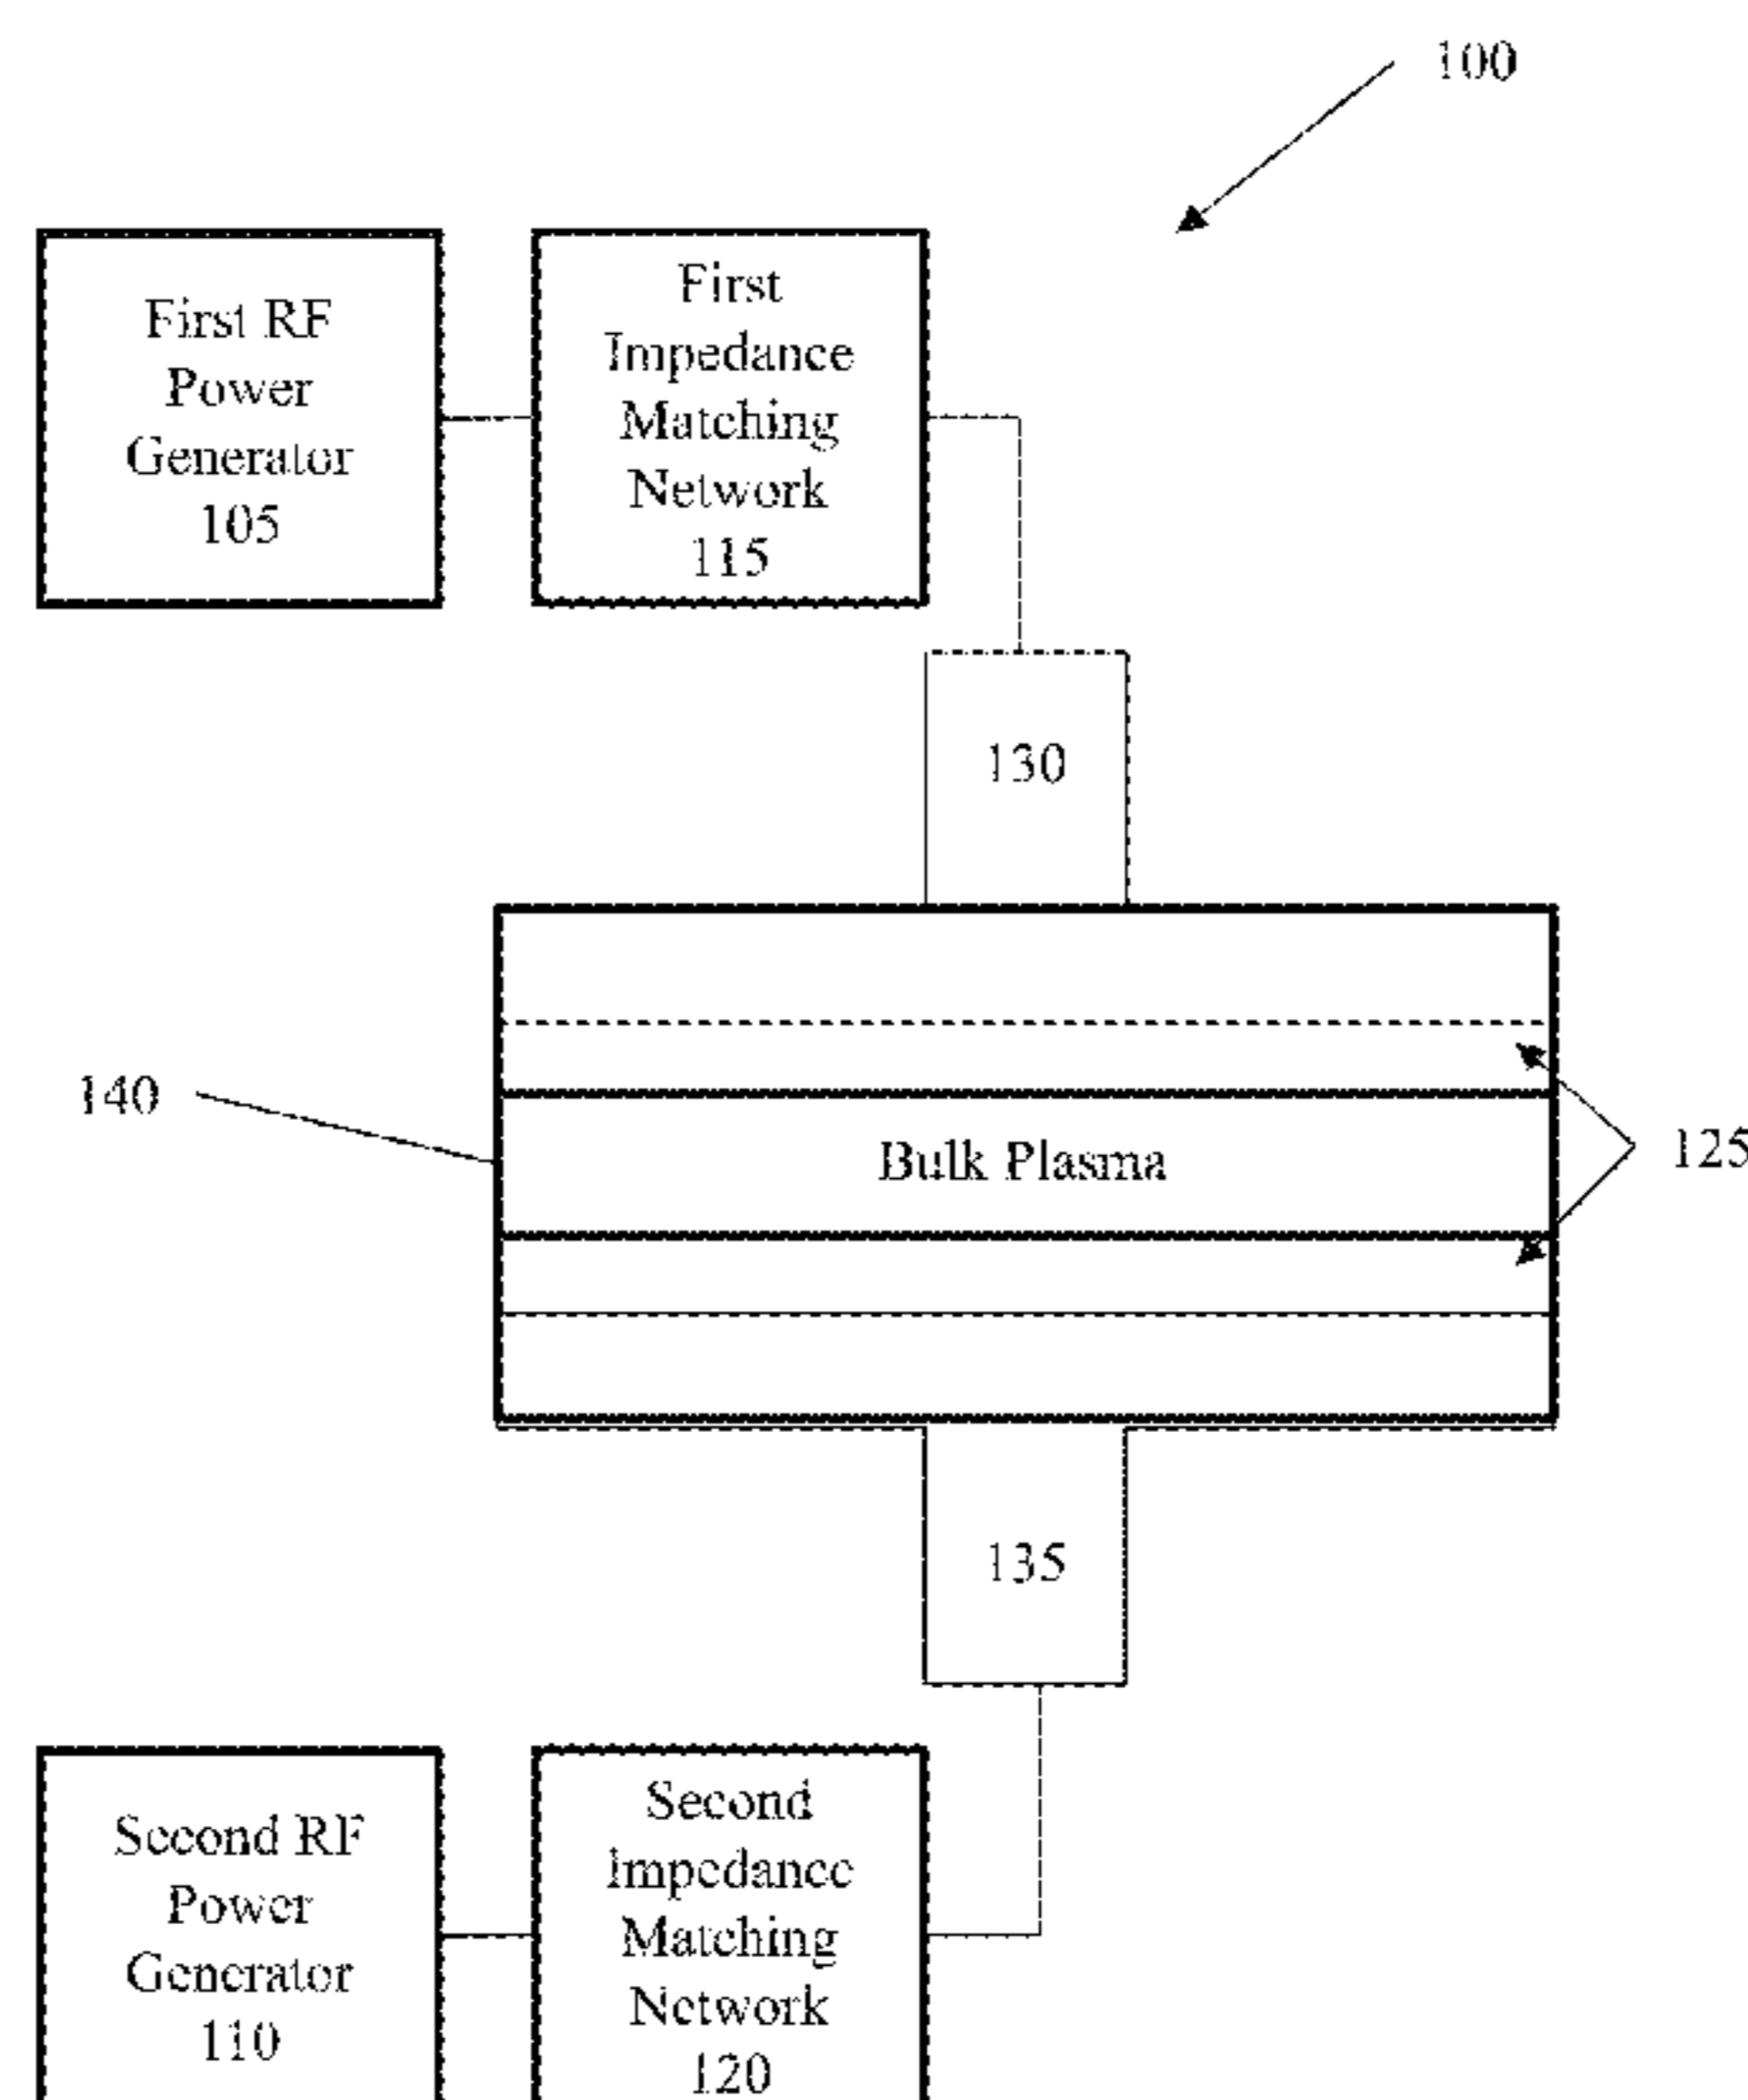 100
First RF
Power
Generator
105
First
Impedance
Matching
Network
115
130
140
Bulk Plasma
125
135
Second RF
Power
Generator
110
Second
Impedance
Matching
Network
120